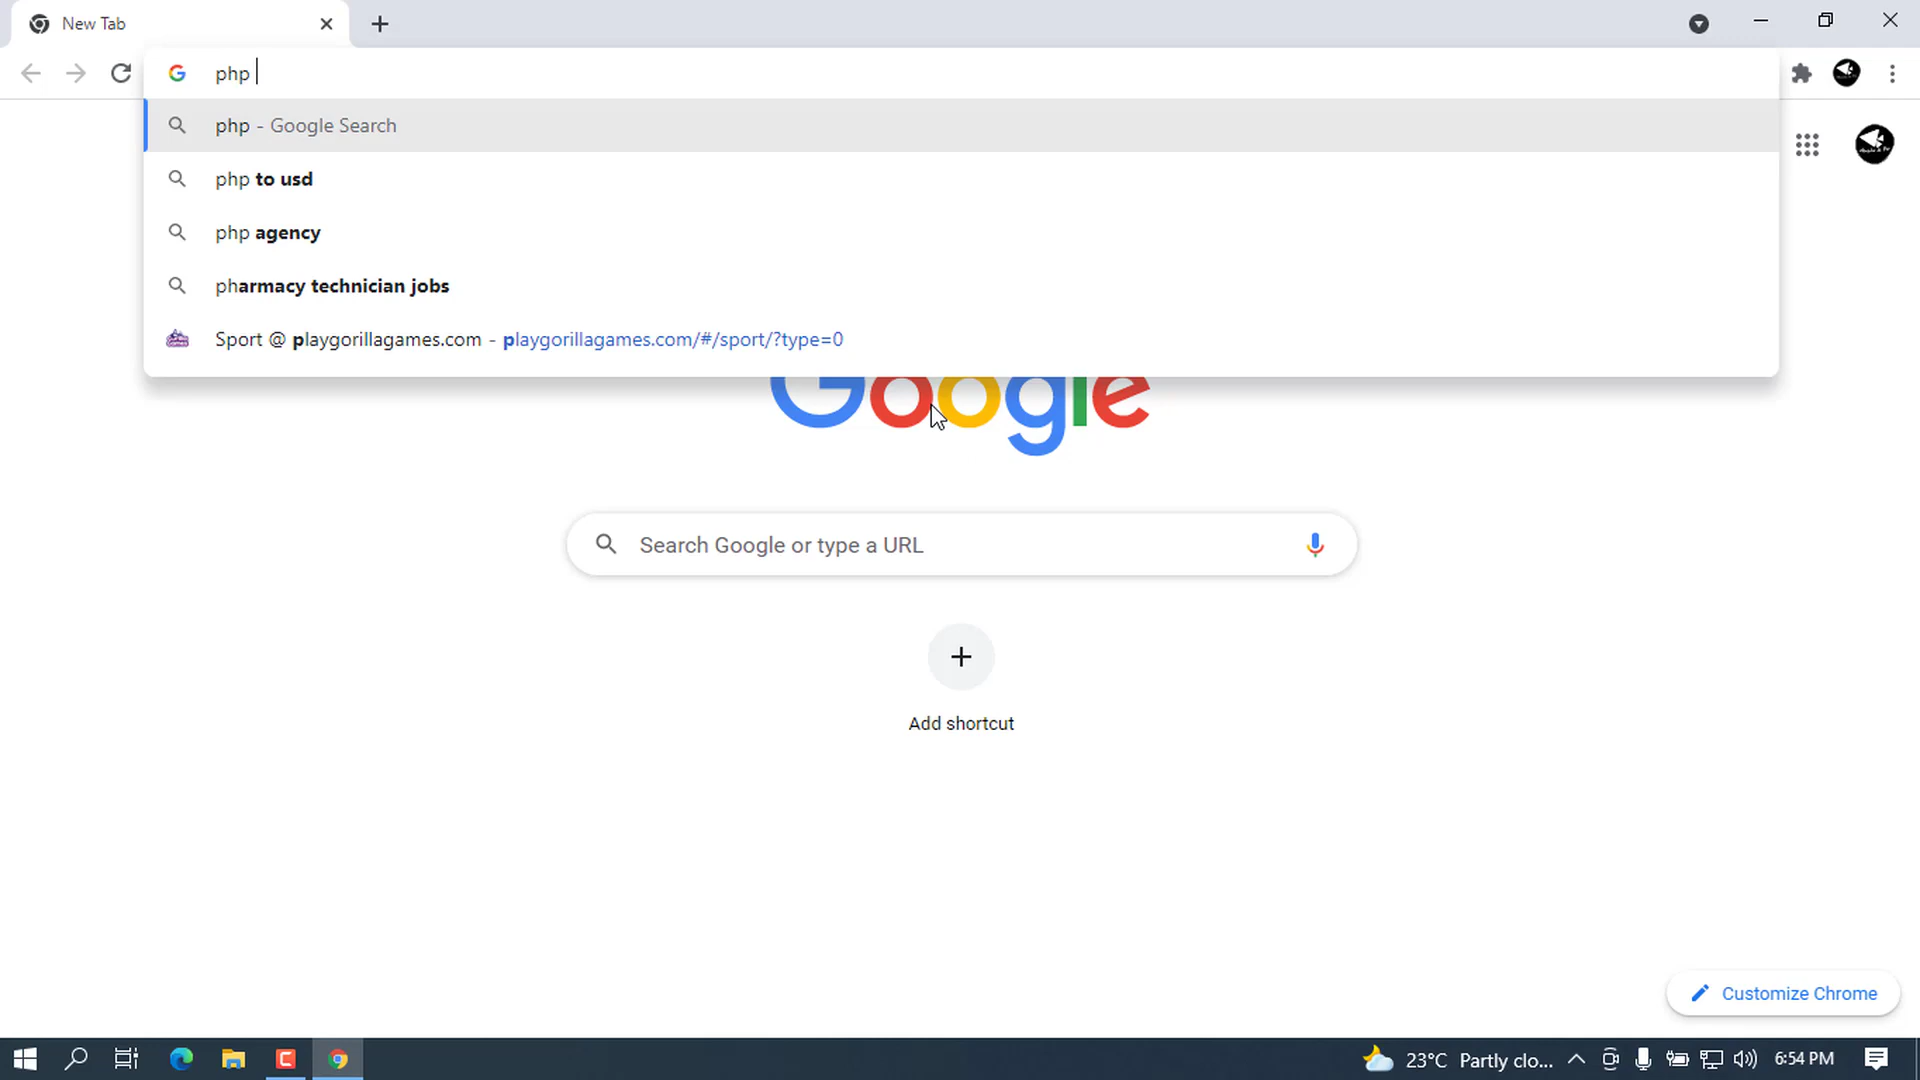 New Tab
php
php - Google Search
php to usd
php agency
pharmacy technician jobs
Sport @ playgorillagames.com - playgorillagames.com/#/sport/?type=0
Google
Search Google or type a URL
Add shortcut
Customize Chrome
23°C Partly clo... 6:54 PM